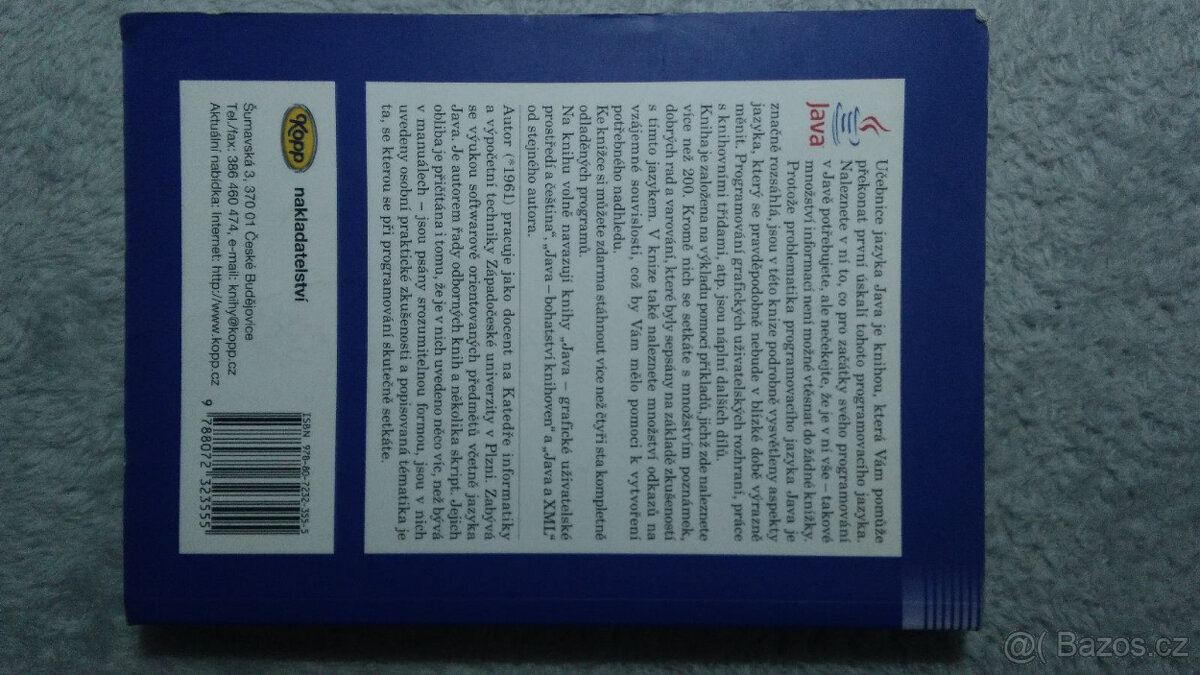 Java
Učebnice jazyka Java je knihou, která Vám pomůže
překonat první úskalí tohoto programovacího jazyka.
Naleznete v ní to, co pro začátky svého programování
v Javě potřebujete, ale nečekejte, že je v ní vše – takové
množství informací není možné vtěsnat do žádné knížky.
Protože problematika programovacího jazyka Java je
značně rozsáhlá, jsou v této knize podrobně vysvětleny aspekty
jazyka, který se pravděpodobně nebude v blízké době výrazně
měnit. Programování grafických uživatelských rozhraní, práce
s knihovními třídami, atp. jsou náplní dalších dílů.
Kniha je založena na výkladu pomocí příkladů, jichž zde naleznete
více než 200. Kromě nich se setkáte s množstvím poznámek,
dobrých rad a varování, které byly sepsány na základě zkušeností
s tímto jazykem. V knize také naleznete množství odkazů na
vzájemné souvislosti, což by Vám mělo pomoci k vytvoření
potřebného nadhledu.
Ke knížce si můžete zdarma stáhnout více než čtyři sta kompletně
odladěných programů.
Na knihu volně navazují knihy „Java – grafické uživatelské
prostředí a čeština“, „Java – bohatství knihoven“ a „Java a XML“
od stejného autora.
Autor (*1961) pracuje jako docent na Katedře informatiky
a výpočetní techniky Západočeské univerzity v Plzni. Zabývá
se výukou softwarově orientovaných předmětů včetně jazyka
Java. Je autorem řady odborných knih a několika skript. Jejich
obliba je přičítána i tomu, že je v nich uvedeno něco víc, než bývá
v manuálech – jsou psány srozumitelnou formou, jsou v nich
uvedeny osobní praktické zkušenosti a popisovaná tématika je
ta, se kterou se při programování skutečně setkáte.
Kopp nakladatelství
Šumavská 3, 370 01 České Budějovice
Tel./fax: 386 460 474, e-mail: knihy@kopp.cz
Aktuální nabídka: Internet: http://www.kopp.cz
ISBN 978-80-7232-355-5
9 788072 323555
Bazos.cz